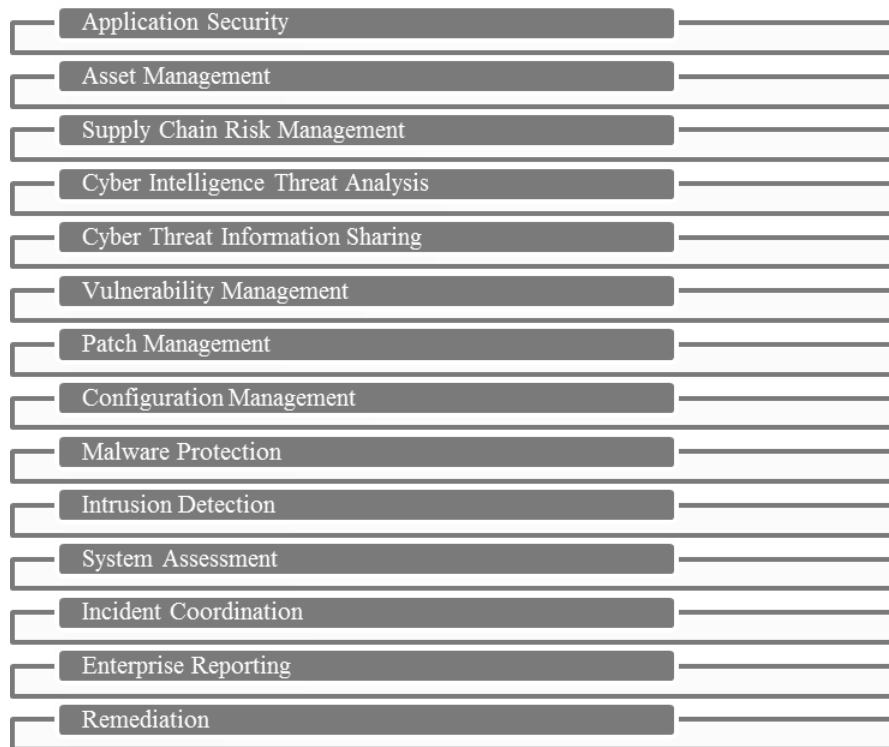 Application Security
Asset Management
Supply Chain Risk Management
Cyber Intelligence Threat Analysis
Cyber Threat Information Sharing
Vulnerability Management
Patch Management
Configuration Management
Malware Protection
Intrusion Detection
System Assessment
Incident Coordination
Enterprise Reporting
Remediation